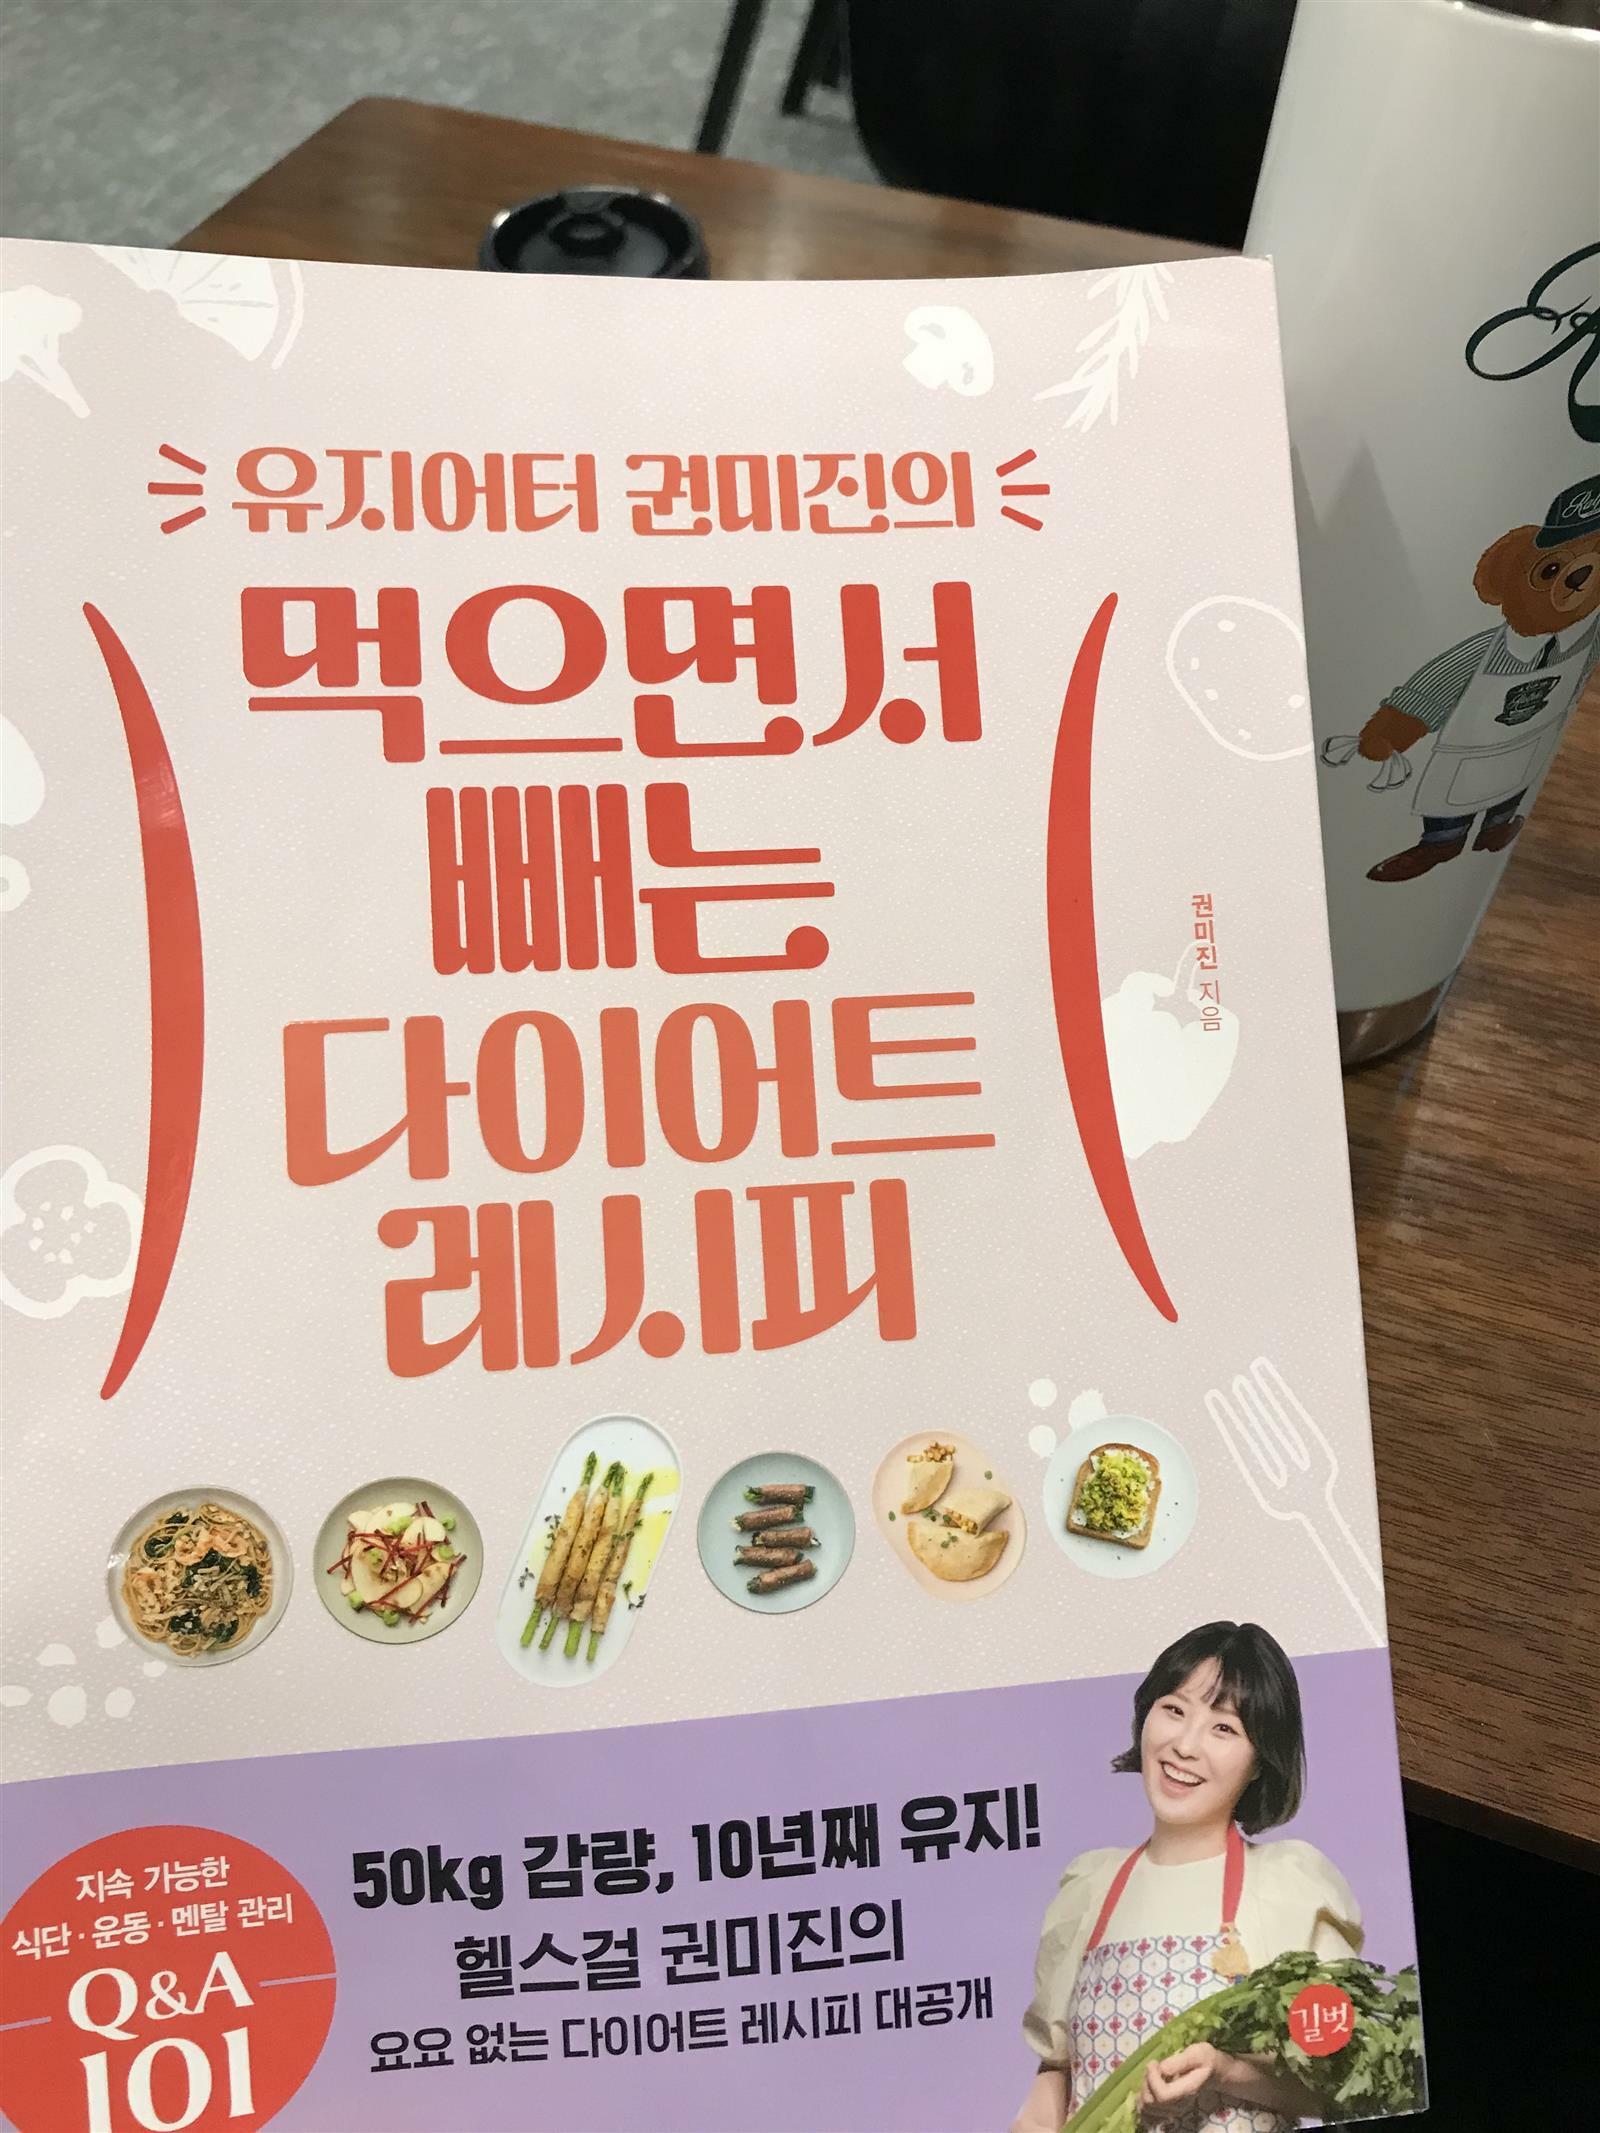 유지어터 권미진의
먹으면서
빼는
다이어트
레시피
권미진 지음
50kg 감량, 10년째 유지!
헬스걸 권미진의
요요 없는 다이어트 레시피 대공개
지속 가능한
식단·운동·멘탈 관리
Q&A
101
길벗